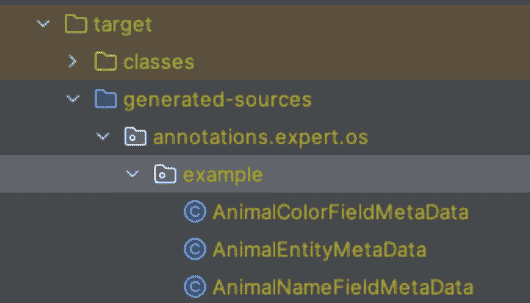 target
classes
generated-sources
annotations.expert.os
example
AnimalColorFieldMetaData
AnimalEntityMetaData
AnimalNameFieldMetaData